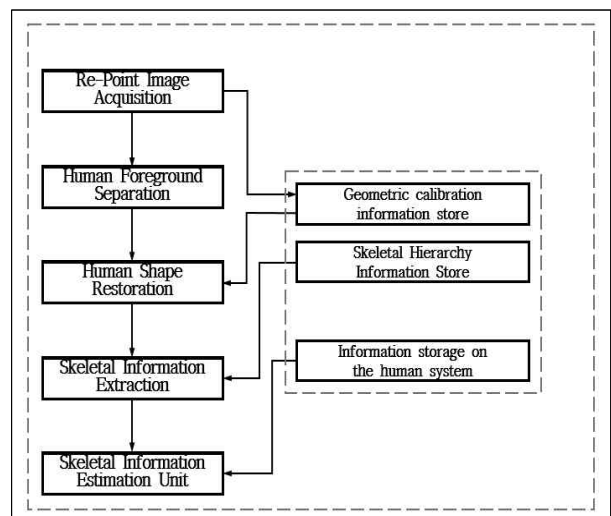 Re-Point Image
Acquisition
Human Foreground
Separation
Human Shape
Restoration
Skeletal Information
Extraction
Skeletal Information
Estimation Unit
Geometric calibration
information store
Skeletal Hierarchy
Information Store
Information storage on
the human system